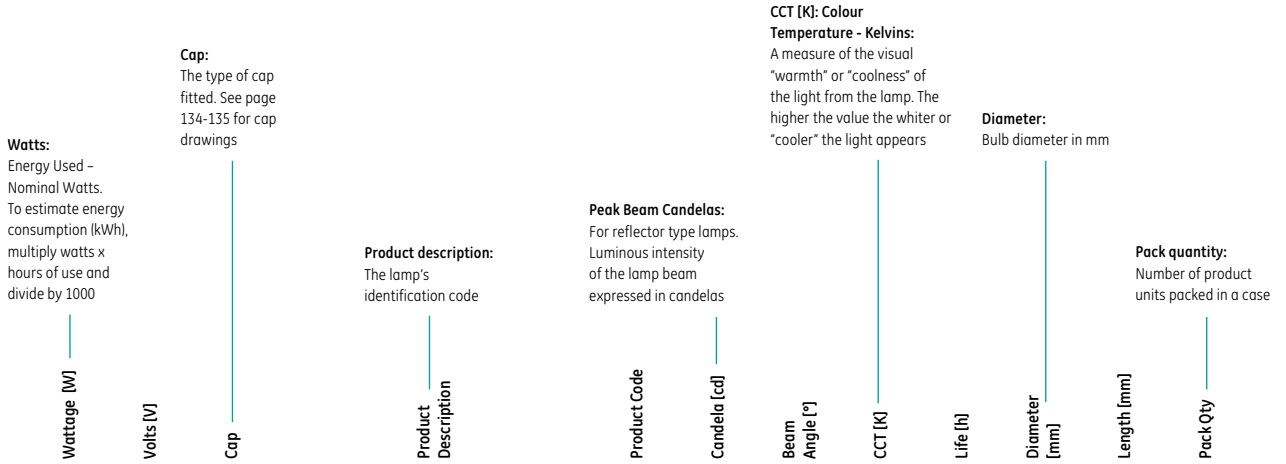 CCT [K]: Colour
Temperature - Kelvins:
A measure of the visual
“warmth” or “coolness” of
the light from the lamp. The
higher the value the whiter or
“cooler” the light appears
Cap:
The type of cap
fitted. See page
134-135 for cap
drawings
Diameter:
Bulb diameter in mm
Watts:
Energy Used –
Nominal Watts.
To estimate energy
consumption (kWh),
multiply watts x
hours of use and
divide by 1000
Peak Beam Candelas:
For reflector type lamps.
Luminous intensity
of the lamp beam
expressed in candelas
Product description:
The lamp’s
identification code
Pack quantity:
Number of product
units packed in a case
Wattage [W]
Volts [V]
Cap
Product
Description
Product Code
Candela [cd]
Beam
Angle [°]
CCT [K]
Life [h]
Diameter
[mm]
Length [mm]
Pack Qty